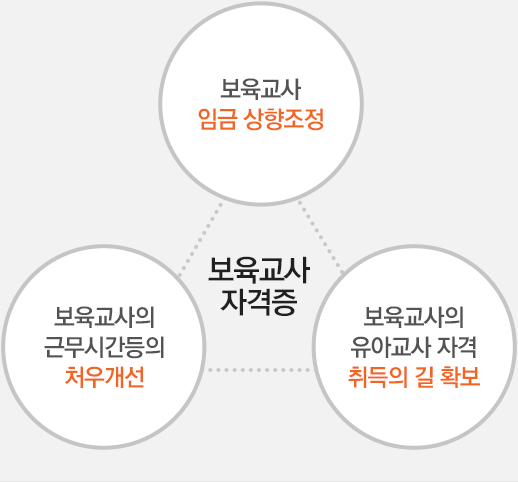 보육교사
임금 상향조정
보육교사
자격증
보육교사의
근무시간등의
처우개선
보육교사의
유아교사 자격
취득의 길 확보